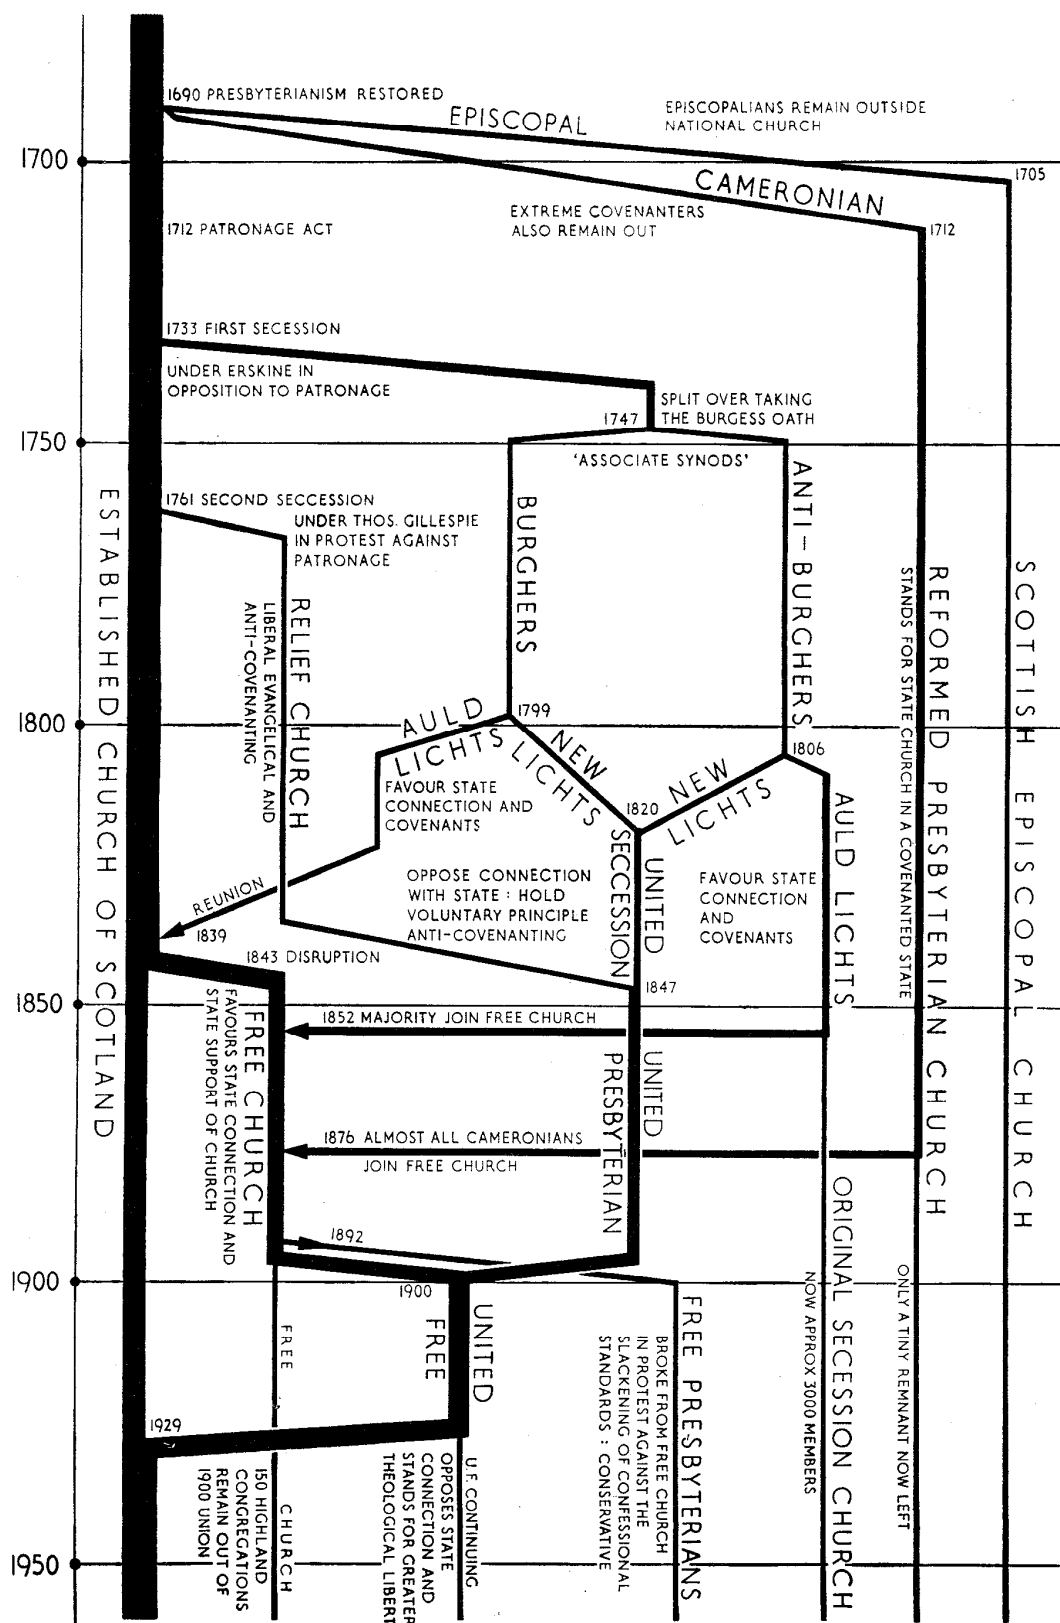 1690 PRESBYTERIANISM RESTORED
EPISCOPAL
EPISCOPALIANS REMAIN OUTSIDE
NATIONAL CHURCH
1700
1705
CAMERONIAN
EXTREME COVENANTERS
ALSO REMAIN OUT
1712
1712 PATRONAGE ACT
1733 FIRST SECESSION
UNDER ERSKINE IN
OPPOSITION TO PATRONAGE
SPLIT OVER TAKING
THE BURGESS OATH
1747
1750
'ASSOCIATE SYNODS'
1761 SECOND SECCESSION
UNDER THOS. GILLESPIE
IN PROTEST AGAINST
PATRONAGE
ESTABLISHED CHURCH OF SCOTLAND
BURGHERS
ANTI-BURGHERS
RELIEF CHURCH
LIBERAL EVANGELICAL AND
ANTI-COVENANTING
REFORMED PRESBYTERIAN CHURCH
STANDS FOR STATE CHURCH IN A COVENANTED STATE
SCOTTISH EPISCOPAL CHURCH
1799
1800
AULD
LICHTS
NEW
LICHTS
1806
NEW
LICHTS
1820
FAVOUR STATE
CONNECTION AND
COVENANTS
AULD LICHTS
UNITED
SECCESSION
OPPOSE CONNECTION
WITH STATE : HOLD
VOLUNTARY PRINCIPLE
ANTI-COVENANTING
FAVOUR STATE
CONNECTION
AND
COVENANTS
REUNION
1839
1843 DISRUPTION
1847
1850
1852 MAJORITY JOIN FREE CHURCH
FREE CHURCH
FAVOURS STATE CONNECTION AND
STATE SUPPORT OF CHURCH
UNITED
PRESBYTERIAN
1876 ALMOST ALL CAMERONIANS
JOIN FREE CHURCH
ORIGINAL SECESSION CHURCH
NOW APPROX 3000 MEMBERS
ONLY A TINY REMNANT NOW LEFT
1892
1900
1900
FREE CHURCH
UNITED
FREE
FREE PRESBYTERIANS
BROKE FROM FREE CHURCH
IN PROTEST AGAINST THE
SLACKENING OF CONFESSIONAL
STANDARDS : CONSERVATIVE
1929
150 HIGHLAND
CONGREGATIONS
REMAIN OUT OF
1900 UNION
U.F. CONTINUING
OPPOSES STATE
CONNECTION AND
STANDS FOR GREATER
THEOLOGICAL LIBERT
1950